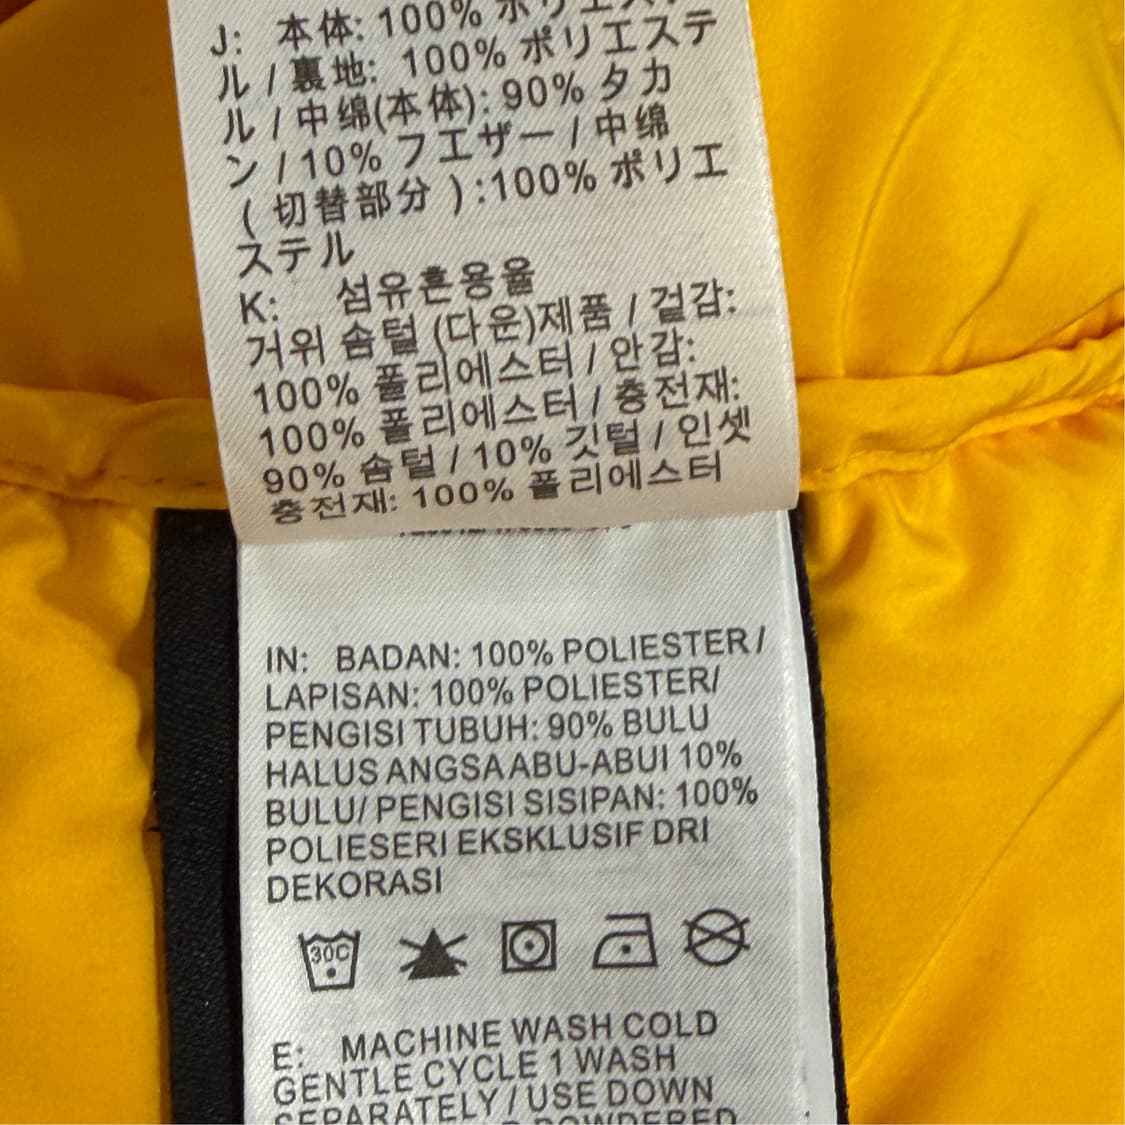 J: 本体: 100% ポリエステ
ル / 裏地: 100% ポリエステ
ル / 中绵(本体): 90% タカ
ン / 10% フエザー / 中绵
( 切替部分 ) :100% ポリエ
ステル
K: 섬유혼용율
거위 솜털 (다운)제품 / 겉감:
100% 폴리에스터 / 안감:
100% 폴리에스터 / 충전재:
90% 솜털 / 10% 깃털 / 인셋
충전재: 100% 폴리에스터
IN: BADAN: 100% POLIESTER /
LAPISAN: 100% POLIESTER/
PENGISI TUBUH: 90% BULU
HALUS ANGSA ABU-ABUI 10%
BULU/ PENGISI SISIPAN: 100%
POLIESERI EKSKLUSIF DRI
DEKORASI
30C
E: MACHINE WASH COLD
GENTLE CYCLE 1 WASH
SEPARATELY / USE DOWN
POWDERED